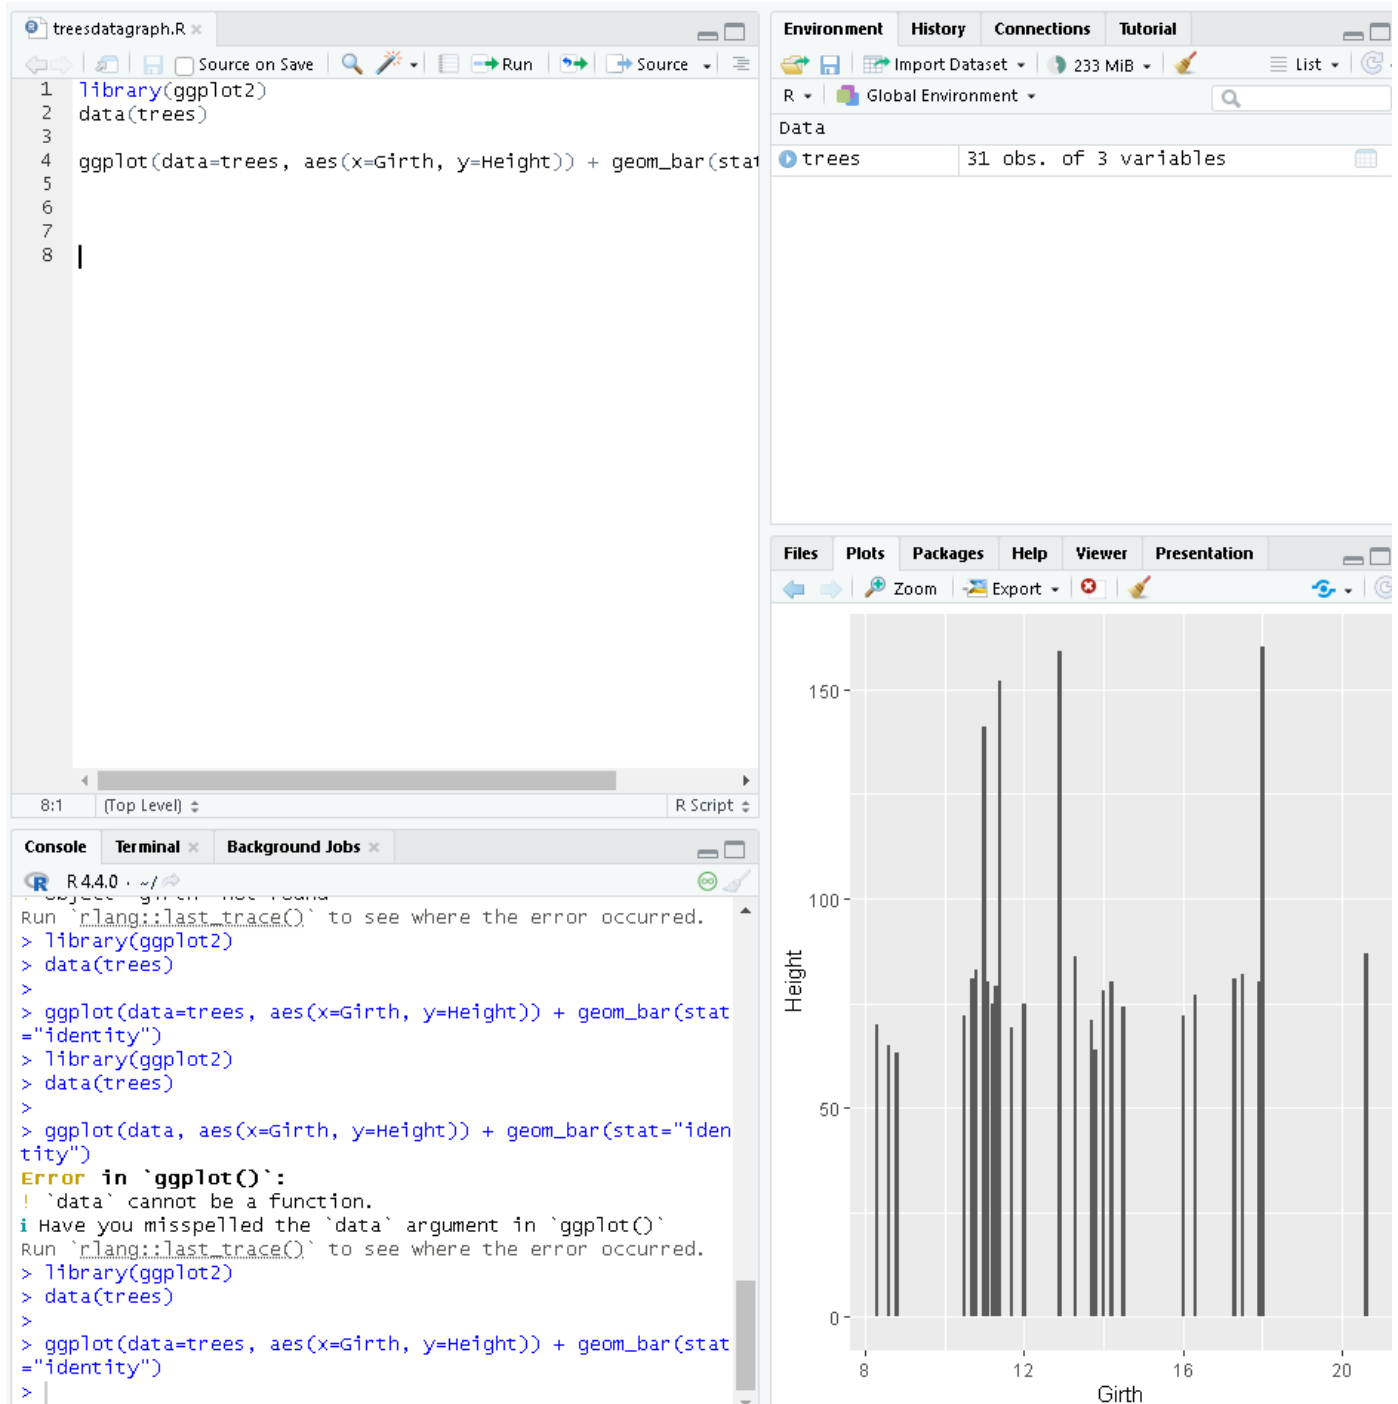 treesdatagraph.R
Source on Save Run Source
1 library(ggplot2)
2 data(trees)
3
4 ggplot(data=trees, aes(x=Girth, y=Height)) + geom_bar(stat
5
6
7
8
8:1 (Top Level) R Script
Console Terminal Background Jobs
R 4.4.0 · ~/
Run `rlang::last_trace()` to see where the error occurred.
> library(ggplot2)
> data(trees)
>
> ggplot(data=trees, aes(x=Girth, y=Height)) + geom_bar(stat
="identity")
> library(ggplot2)
> data(trees)
>
> ggplot(data, aes(x=Girth, y=Height)) + geom_bar(stat="iden
tity")
Error in `ggplot()`:
! `data` cannot be a function.
i Have you misspelled the `data` argument in `ggplot()`
Run `rlang::last_trace()` to see where the error occurred.
> library(ggplot2)
> data(trees)
>
> ggplot(data=trees, aes(x=Girth, y=Height)) + geom_bar(stat
="identity")
>
Environment History Connections Tutorial
Import Dataset 233 MiB List
R Global Environment
Data
trees 31 obs. of 3 variables
Files Plots Packages Help Viewer Presentation
Zoom Export
150
100
50
0
Height
8 12 16 20
Girth